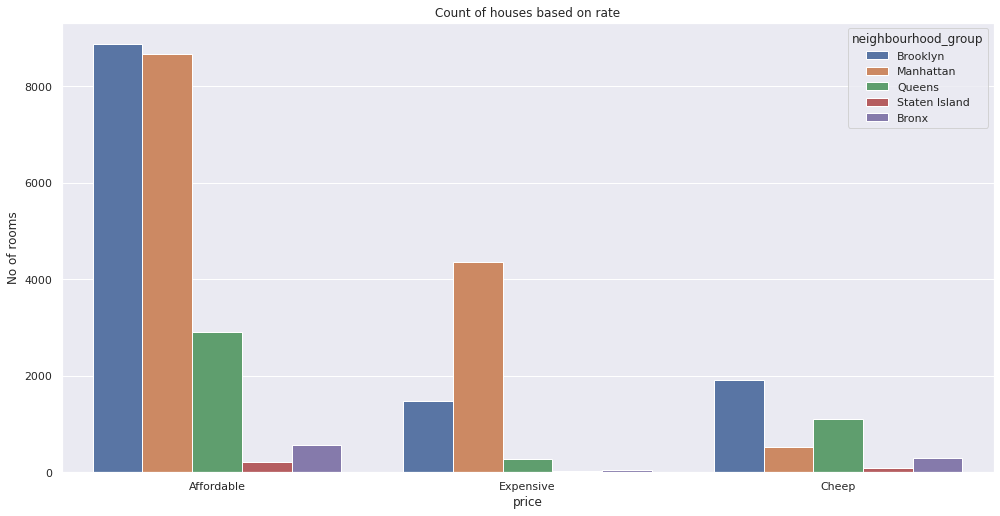 Count of houses based on rate
neighbourhood_group
Brooklyn
Manhattan
Queens
Staten Island
Bronx
8000
6000
4000
2000
0
No of rooms
Affordable
Expensive
Cheep
price